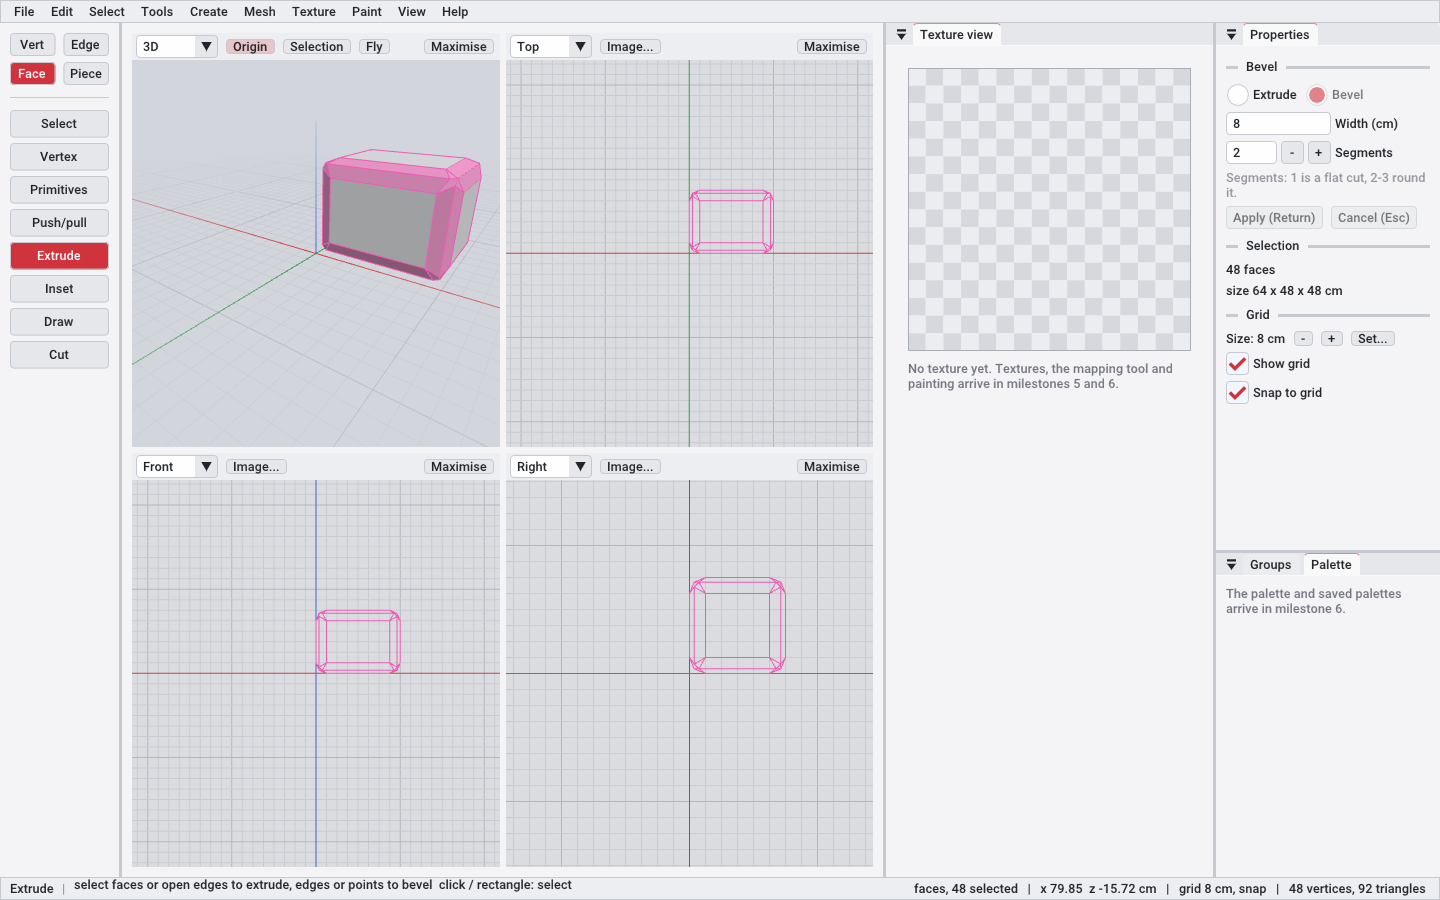 File Edit Select Tools Create Mesh Texture Paint View Help
Vert Edge
Face Piece
Select
Vertex
Primitives
Push/pull
Extrude
Inset
Draw
Cut
3D Origin Selection Fly Maximise
Top Image... Maximise
Front Image... Maximise
Right Image... Maximise
Texture view
No texture yet. Textures, the mapping tool and
painting arrive in milestones 5 and 6.
Properties
Bevel
Extrude Bevel
8 Width (cm)
2 - + Segments
Segments: 1 is a flat cut, 2-3 round
it.
Apply (Return) Cancel (Esc)
Selection
48 faces
size 64 x 48 x 48 cm
Grid
Size: 8 cm - + Set...
Show grid
Snap to grid
Groups Palette
The palette and saved palettes
arrive in milestone 6.
Extrude | select faces or open edges to extrude, edges or points to bevel click / rectangle: select
faces, 48 selected | x 79.85 z -15.72 cm | grid 8 cm, snap | 48 vertices, 92 triangles